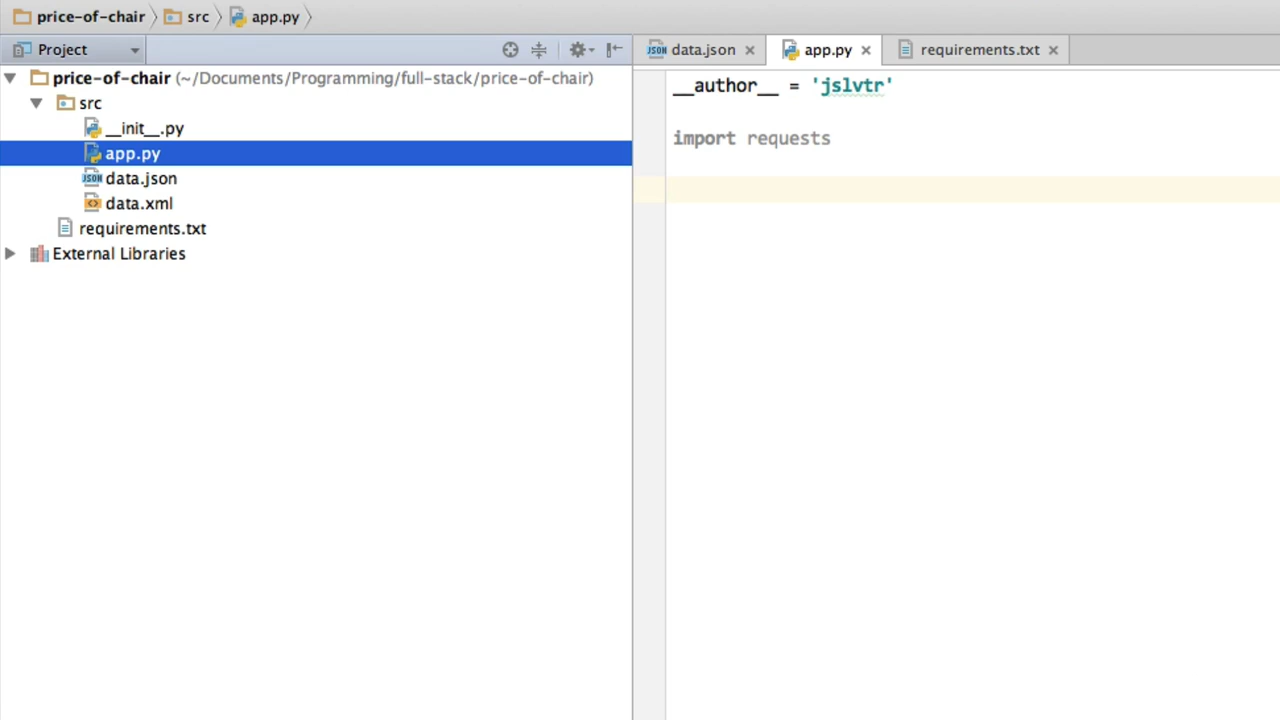 price-of-chair src app.py
Project
data.json app.py requirements.txt
price-of-chair (~/Documents/Programming/full-stack/price-of-chair)
src
__init__.py
app.py
JSON data.json
data.xml
requirements.txt
External Libraries
__author__ = 'jslvtr'
import requests